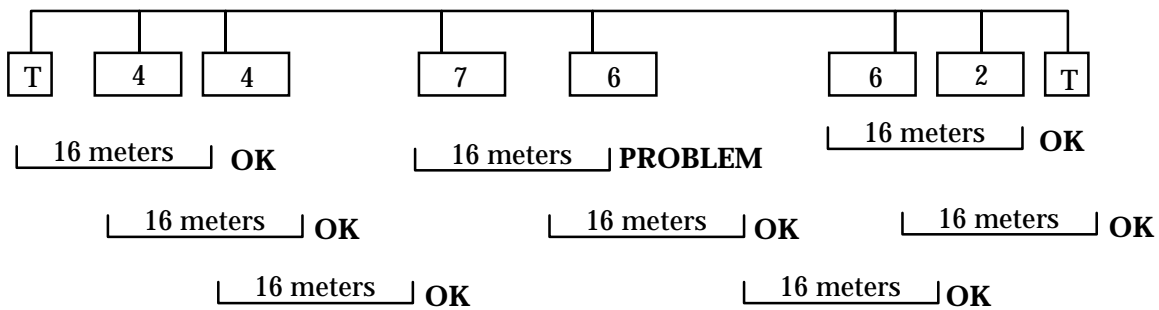 T 4 4 7 6 6 2 T
16 meters OK 16 meters PROBLEM 16 meters OK
16 meters OK 16 meters OK 16 meters OK
16 meters OK 16 meters OK